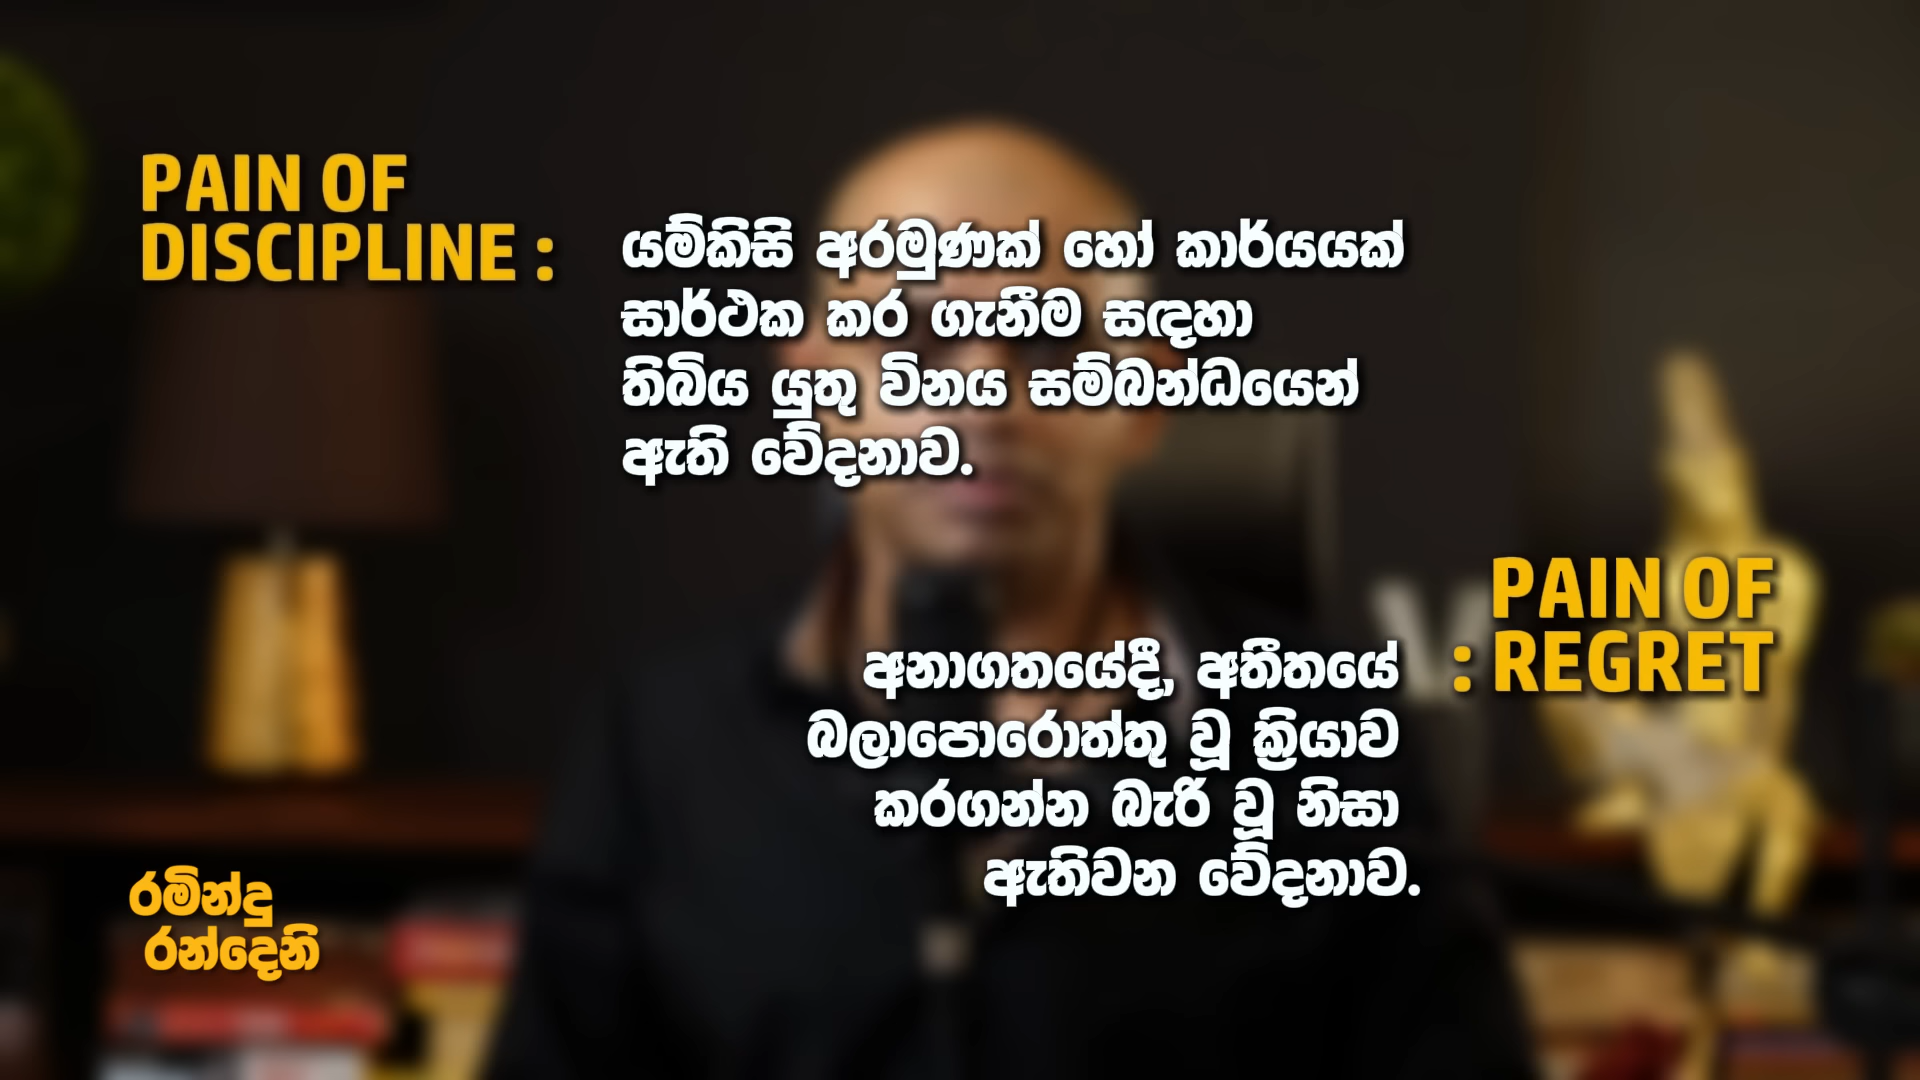 PAIN OF
DISCIPLINE :
යම්කිසි අරමුණක් හෝ කාර්යයක්
සාර්ථක කර ගැනීම සඳහා
තිබිය යුතු විනය සම්බන්ධයෙන්
ඇති වේදනාව.
PAIN OF
: REGRET
අනාගතයේදී, අතීතයේ
බලාපොරොත්තු වූ ක්‍රියාව
කරගන්න බැරි වූ නිසා
ඇතිවන වේදනාව.
රමින්දු
රන්දෙනි